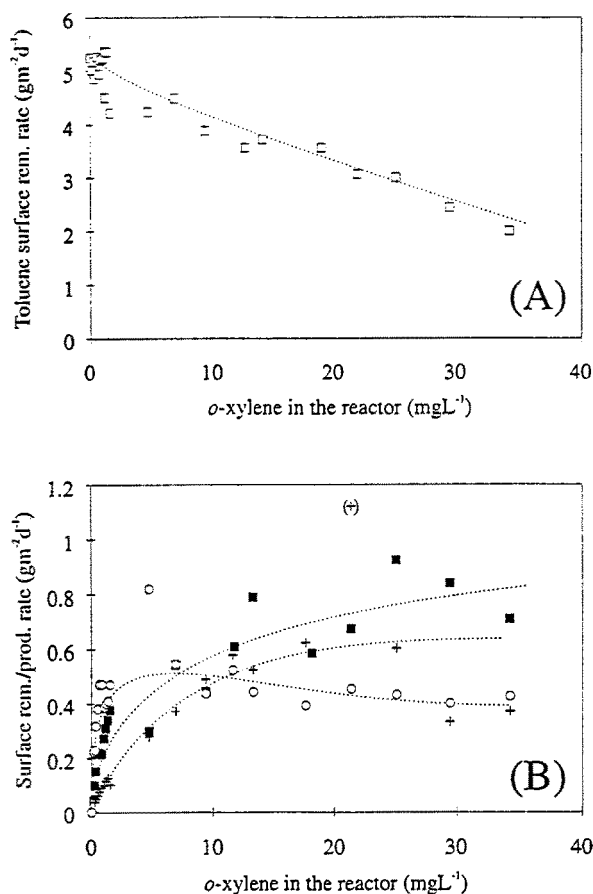 6
5
4
3
2
1
0
Toluene surface rem. rate (gm⁻²d⁻¹)
(A)
0 10 20 30 40
o-xylene in the reactor (mgL⁻¹)
1.2
1
0.8
0.6
0.4
0.2
0
Surface rem./prod. rate (gm⁻²d⁻¹)
(B)
0 10 20 30 40
o-xylene in the reactor (mgL⁻¹)